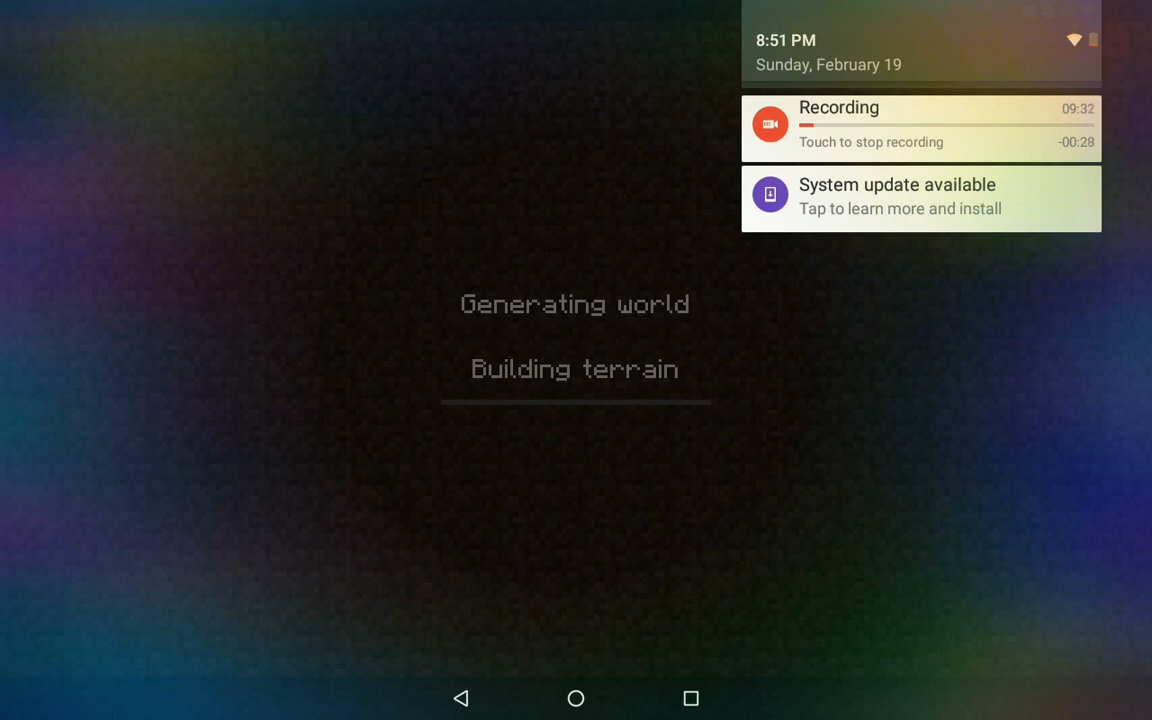 8:51 PM
Sunday, February 19
Recording 09:32
Touch to stop recording -00:28
System update available
Tap to learn more and install
Generating world
Building terrain